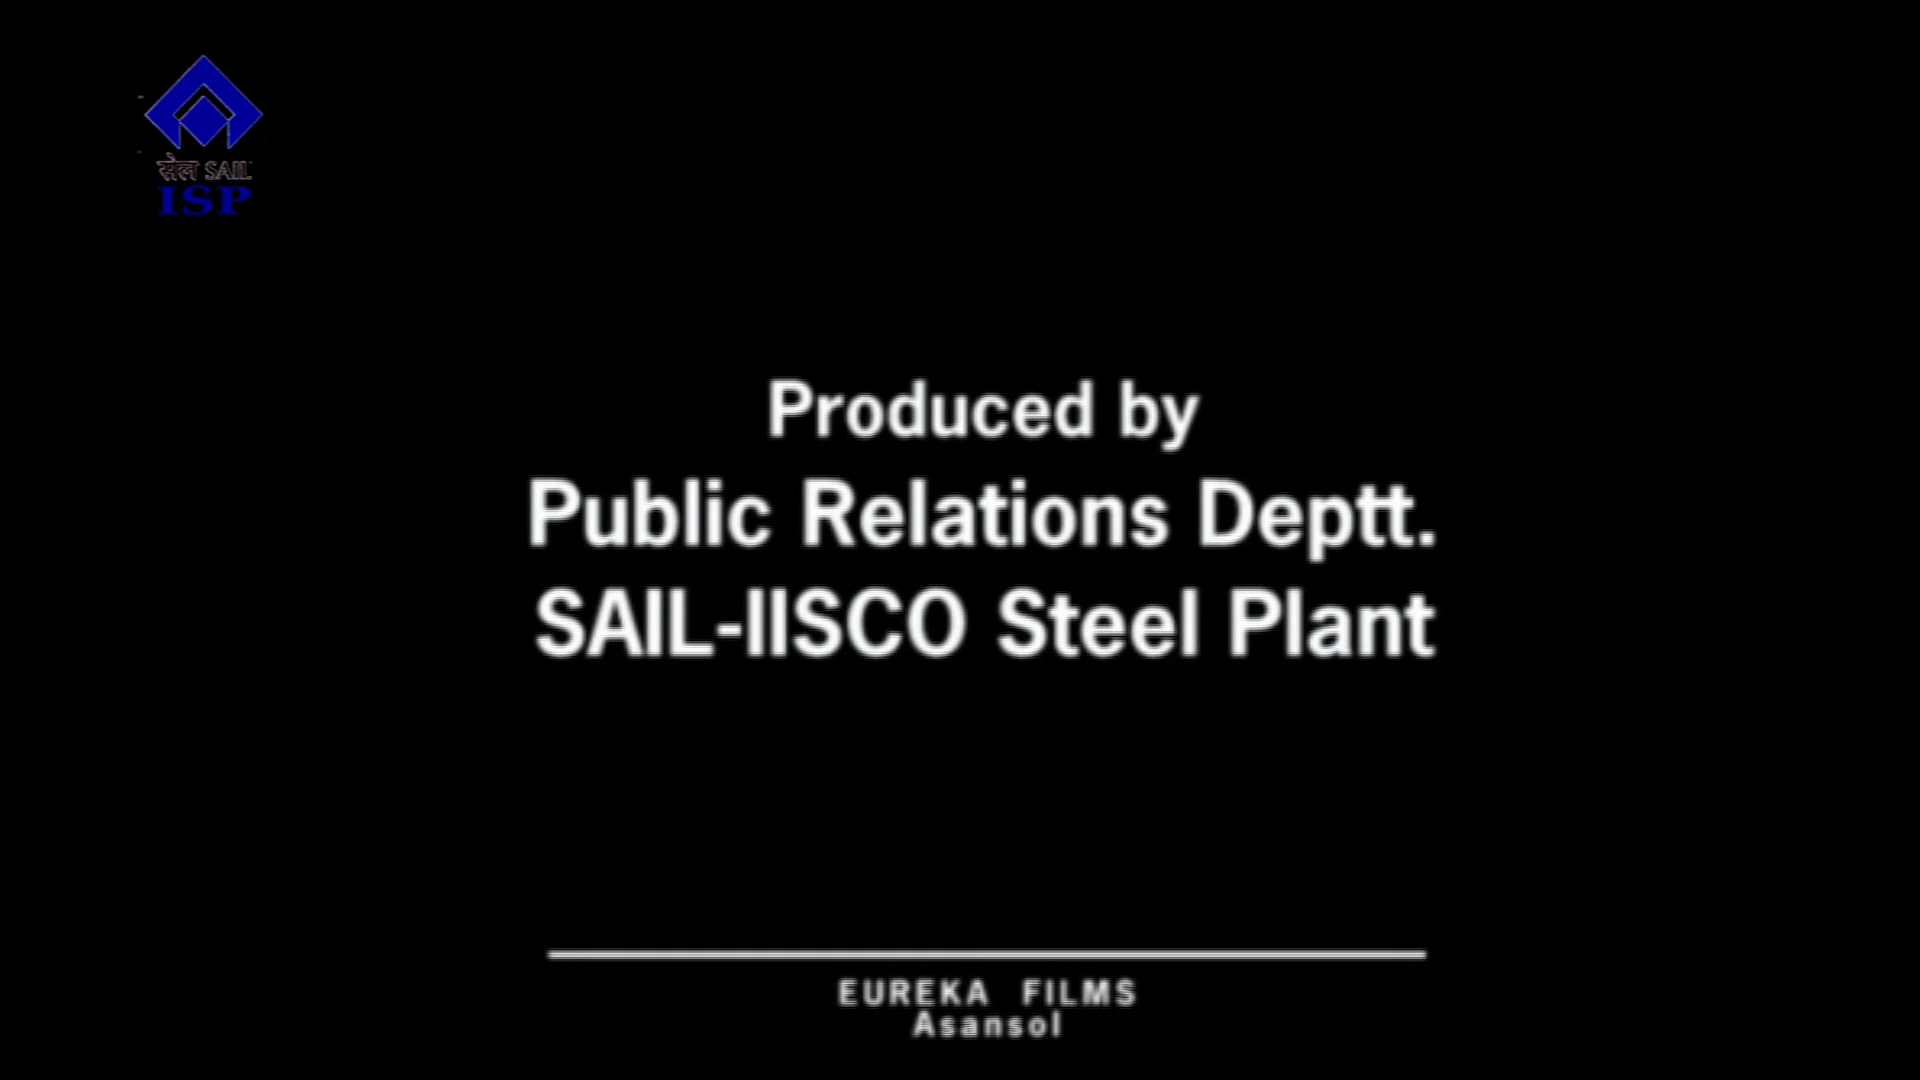 सेल SAIL
ISP
Produced by
Public Relations Deptt.
SAIL-IISCO Steel Plant
EUREKA FILMS
Asansol